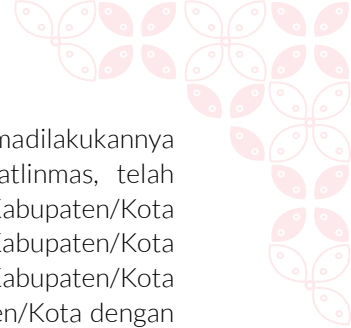 madilakukannya
atlinmas, telah
Kabupaten/Kota
Kabupaten/Kota
Kabupaten/Kota
en/Kota dengan